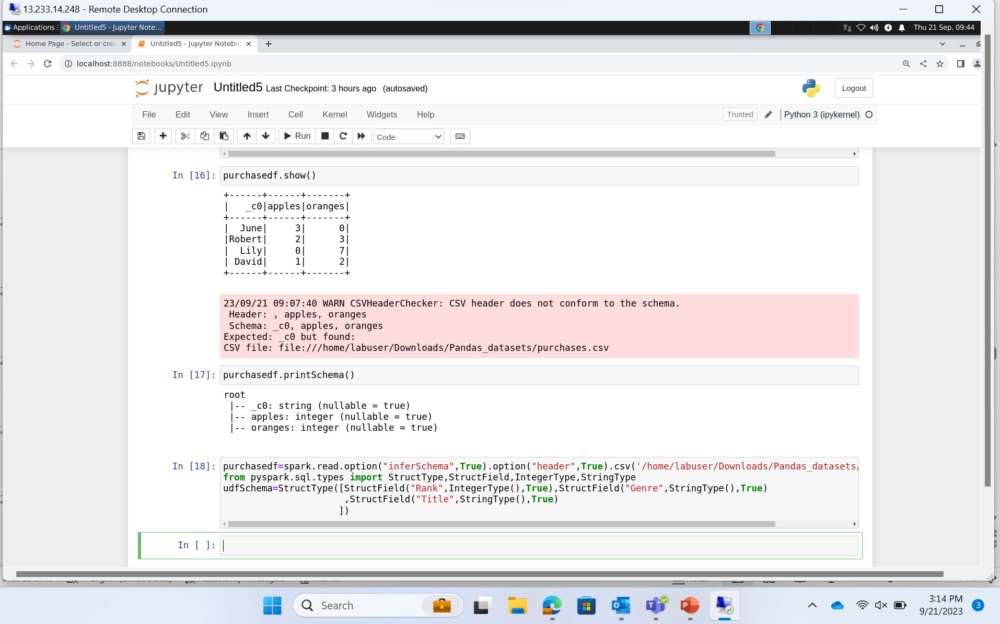 13.233.14.248 - Remote Desktop Connection
Applications
Untitled5 - Jupyter Note...
Thu 21 Sep, 09:44
Home Page - Select or crea
Untitled5 - Jupyter Noteboo
localhost:8888/notebooks/Untitled5.ipynb
jupyter Untitled5 Last Checkpoint: 3 hours ago (autosaved)
Logout
File Edit View Insert Cell Kernel Widgets Help
Trusted
Python 3 (ipykernel)
Run
Code
In [16]: purchasedf.show()
+------+------+-------+
|   _c0|apples|oranges|
+------+------+-------+
|  June|     3|      0|
|Robert|     2|      3|
|  Lily|     0|      7|
| David|     1|      2|
+------+------+-------+
23/09/21 09:07:40 WARN CSVHeaderChecker: CSV header does not conform to the schema.
 Header: , apples, oranges
 Schema: _c0, apples, oranges
Expected: _c0 but found:
CSV file: file:///home/labuser/Downloads/Pandas_datasets/purchases.csv
In [17]: purchasedf.printSchema()
root
 |-- _c0: string (nullable = true)
 |-- apples: integer (nullable = true)
 |-- oranges: integer (nullable = true)
In [18]: purchasedf=spark.read.option("inferSchema",True).option("header",True).csv('/home/labuser/Downloads/Pandas_datasets/
from pyspark.sql.types import StructType,StructField,IntegerType,StringType
udfSchema=StructType([StructField("Rank",IntegerType(),True),StructField("Genre",StringType(),True)
                      ,StructField("Title",StringType(),True)
                     ])
In [ ]:
Search
3:14 PM
9/21/2023
3